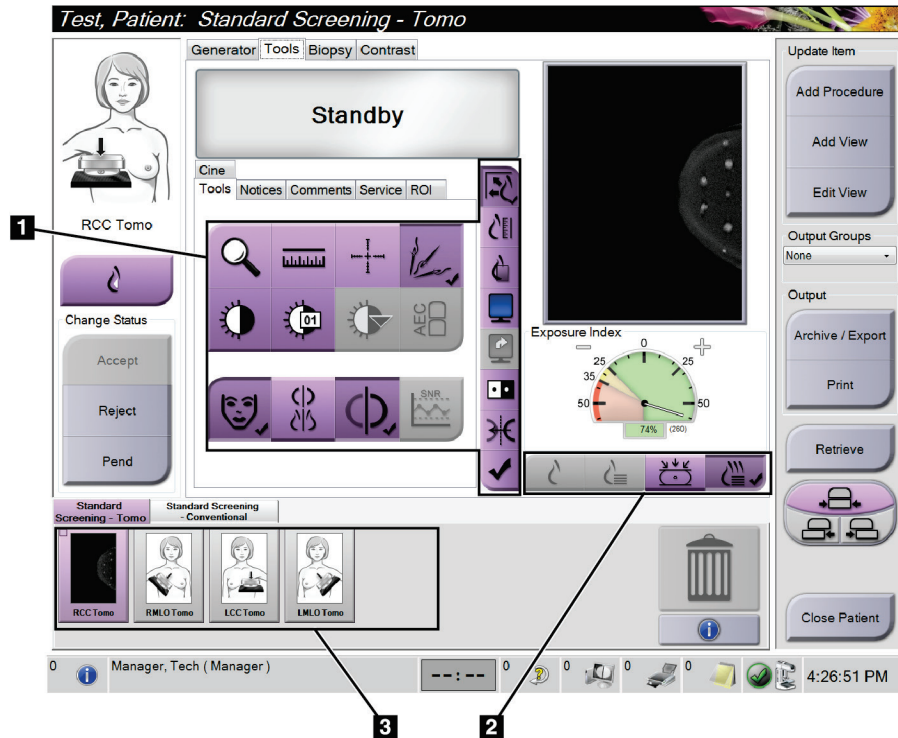 Test, Patient: Standard Screening - Tomo
Generator Tools Biopsy Contrast
Standby
Cine
Tools Notices Comments Service ROI
01
AEC
SNR
RCC Tomo
Change Status
Accept
Reject
Pend
Exposure Index
0
25 25
35
50 50
74% (260)
Update Item
Add Procedure
Add View
Edit View
Output Groups
None
Output
Archive / Export
Print
Retrieve
Close Patient
Standard
Screening - Tomo
Standard Screening
- Conventional
RCC Tomo
RMLO Tomo
LCC Tomo
LMLO Tomo
0 Manager, Tech ( Manager ) --:-- 0 0 0 0 4:26:51 PM
1
2
3